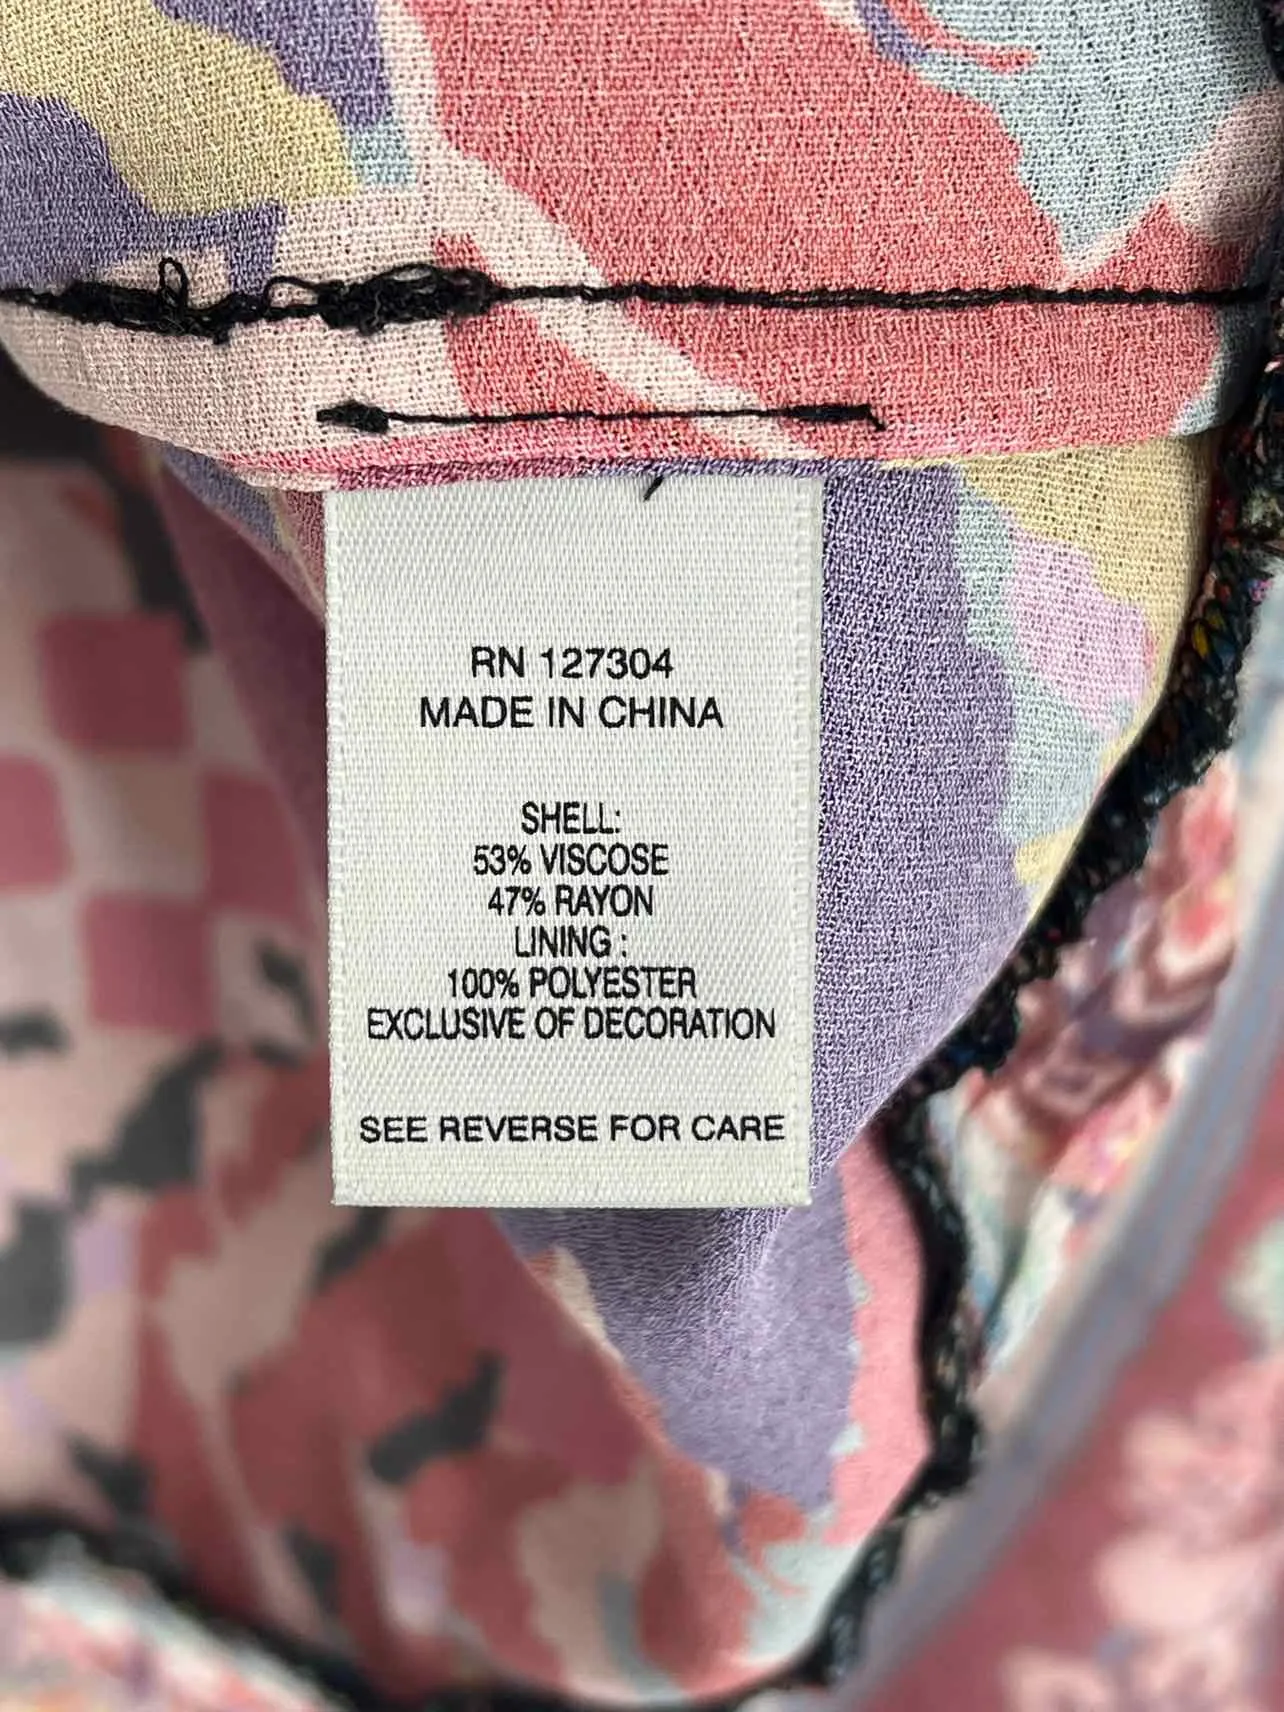 RN 127304
MADE IN CHINA
SHELL:
53% VISCOSE
47% RAYON
LINING :
100% POLYESTER
EXCLUSIVE OF DECORATION
SEE REVERSE FOR CARE